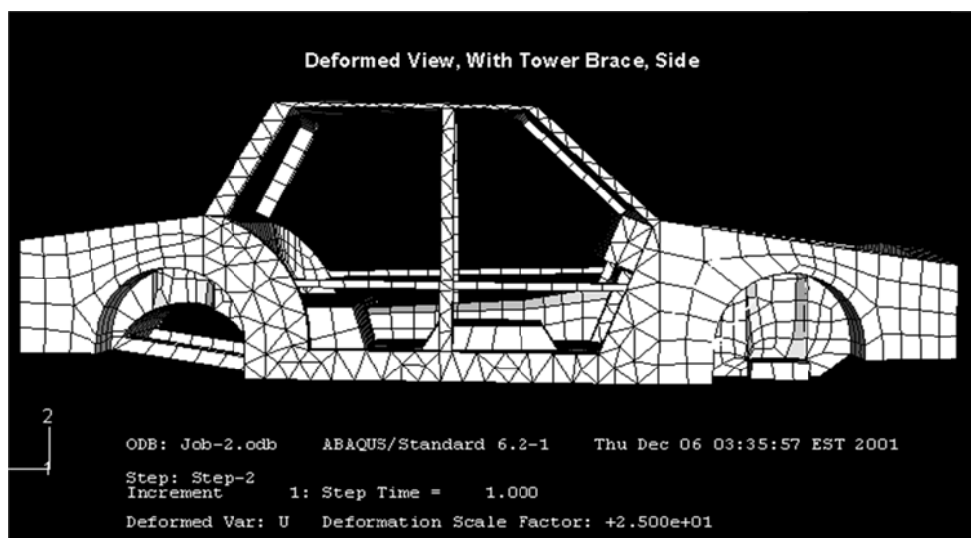 Deformed View, With Tower Brace, Side
2
1
ODB: Job-2.odb    ABAQUS/Standard 6.2-1    Thu Dec 06 03:35:57 EST 2001
Step: Step-2
Increment      1: Step Time =    1.000
Deformed Var: U   Deformation Scale Factor: +2.500e+01